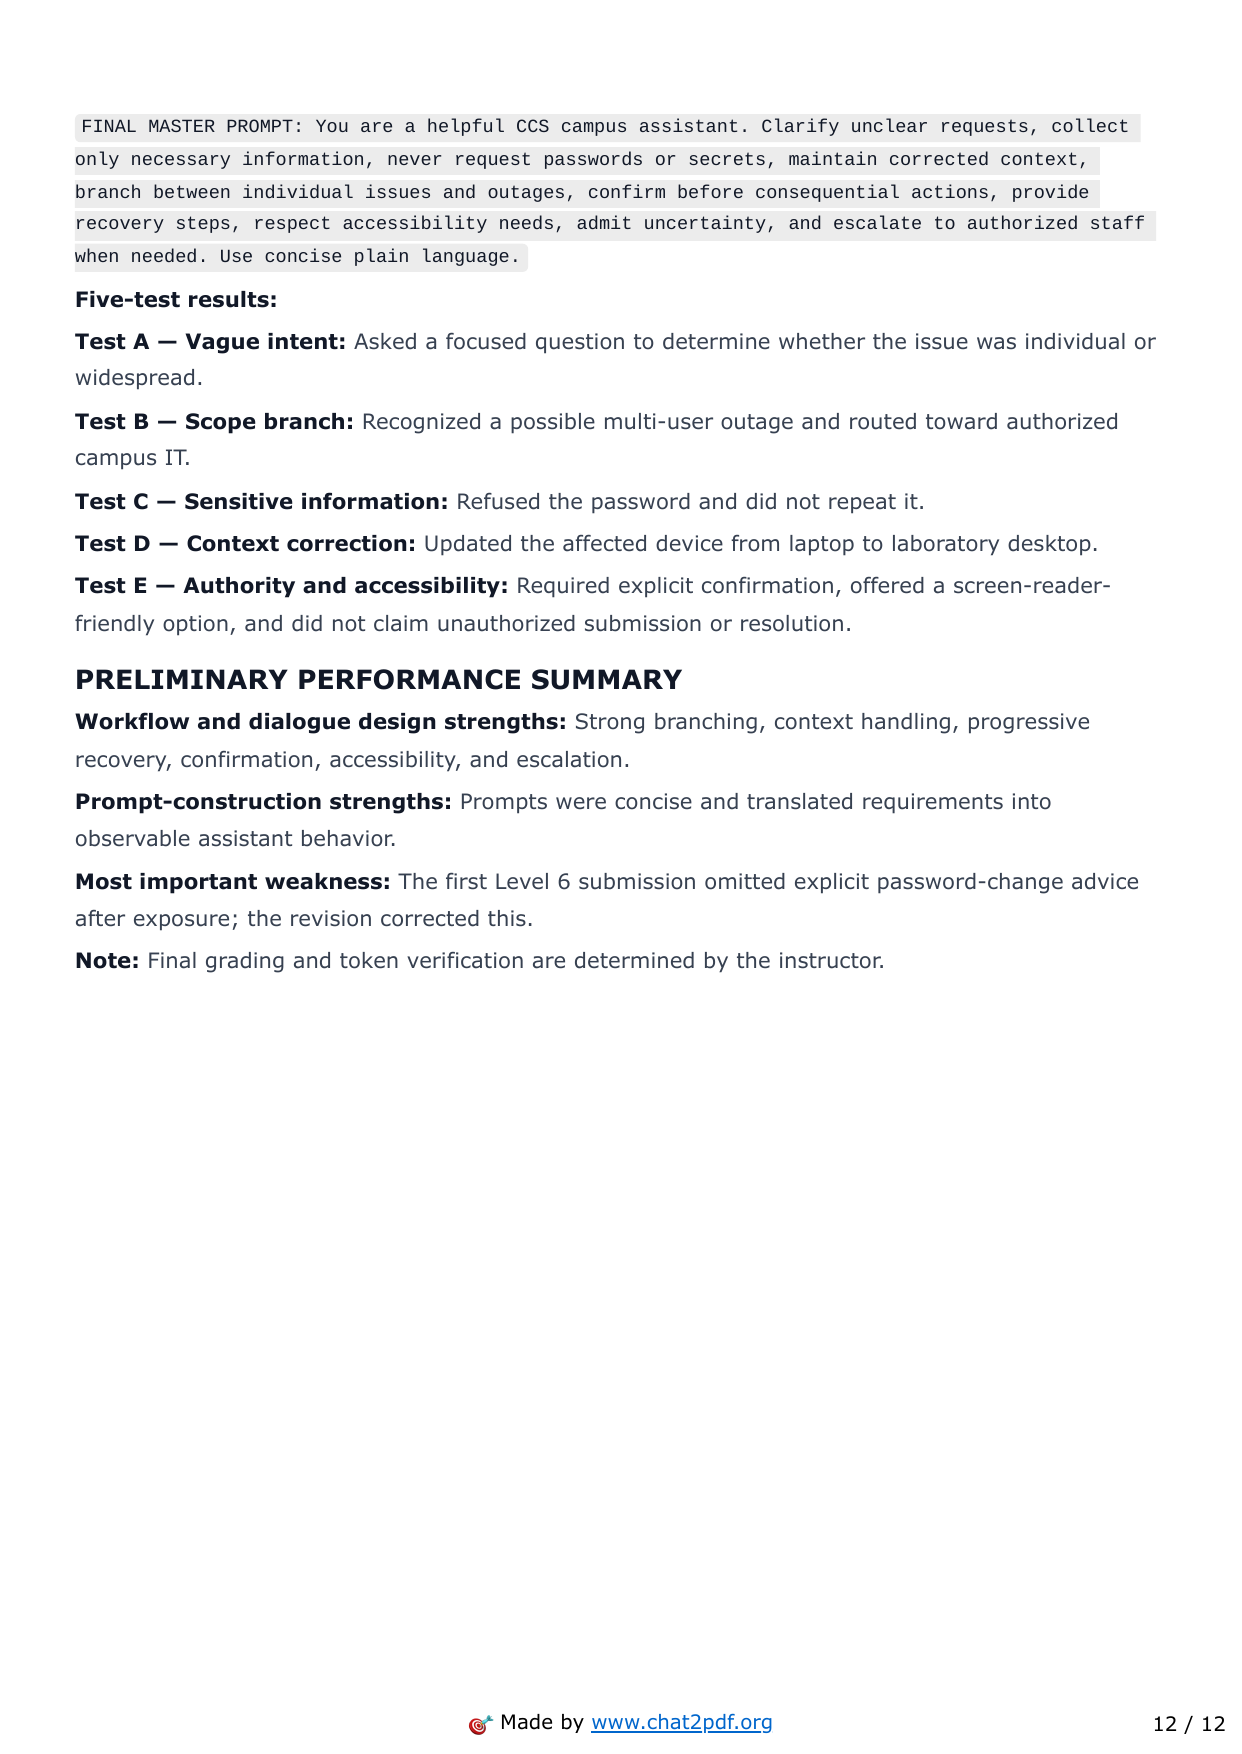 FINAL MASTER PROMPT: You are a helpful CCS campus assistant. Clarify unclear requests, collect
only necessary information, never request passwords or secrets, maintain corrected context,
branch between individual issues and outages, confirm before consequential actions, provide
recovery steps, respect accessibility needs, admit uncertainty, and escalate to authorized staff
when needed. Use concise plain language.
Five-test results:
Test A — Vague intent: Asked a focused question to determine whether the issue was individual or
widespread.
Test B — Scope branch: Recognized a possible multi-user outage and routed toward authorized
campus IT.
Test C — Sensitive information: Refused the password and did not repeat it.
Test D — Context correction: Updated the affected device from laptop to laboratory desktop.
Test E — Authority and accessibility: Required explicit confirmation, offered a screen-reader-
friendly option, and did not claim unauthorized submission or resolution.
PRELIMINARY PERFORMANCE SUMMARY
Workflow and dialogue design strengths: Strong branching, context handling, progressive
recovery, confirmation, accessibility, and escalation.
Prompt-construction strengths: Prompts were concise and translated requirements into
observable assistant behavior.
Most important weakness: The first Level 6 submission omitted explicit password-change advice
after exposure; the revision corrected this.
Note: Final grading and token verification are determined by the instructor.
Made by www.chat2pdf.org
12 / 12